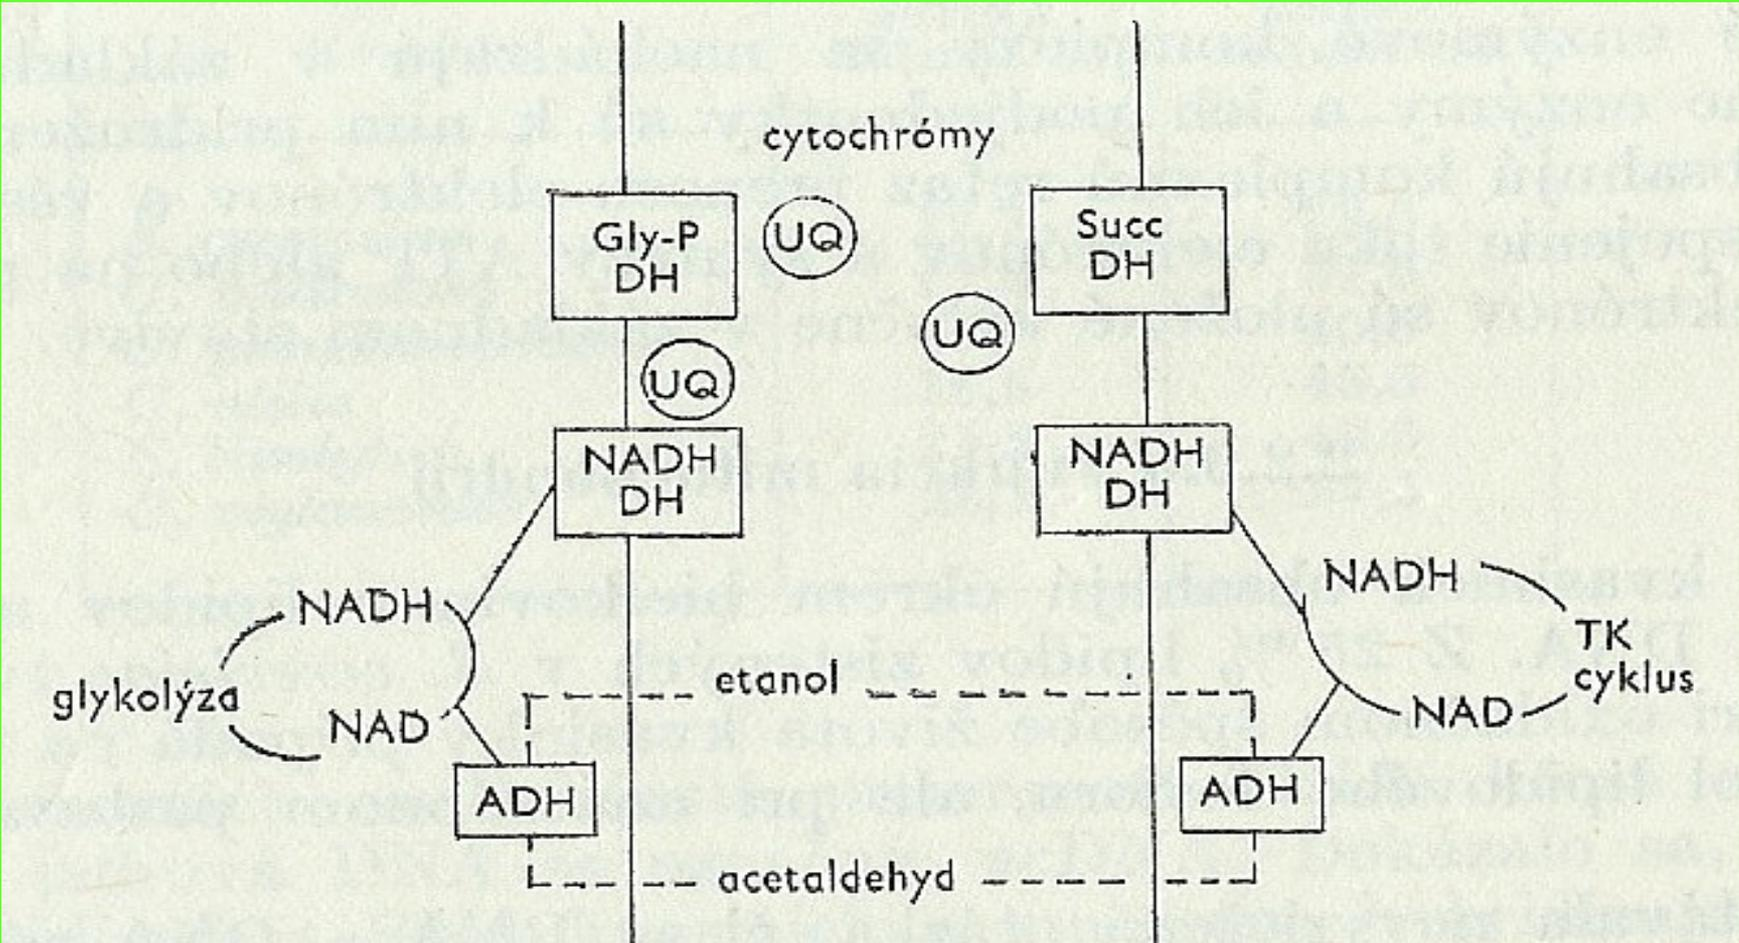 cytochrómy
Gly-P
DH
UQ
Succ
DH
UQ
UQ
NADH
DH
NADH
DH
NADH
NADH
glykolýza
TK
cyklus
NAD
etanol
NAD
ADH
ADH
acetaldehyd